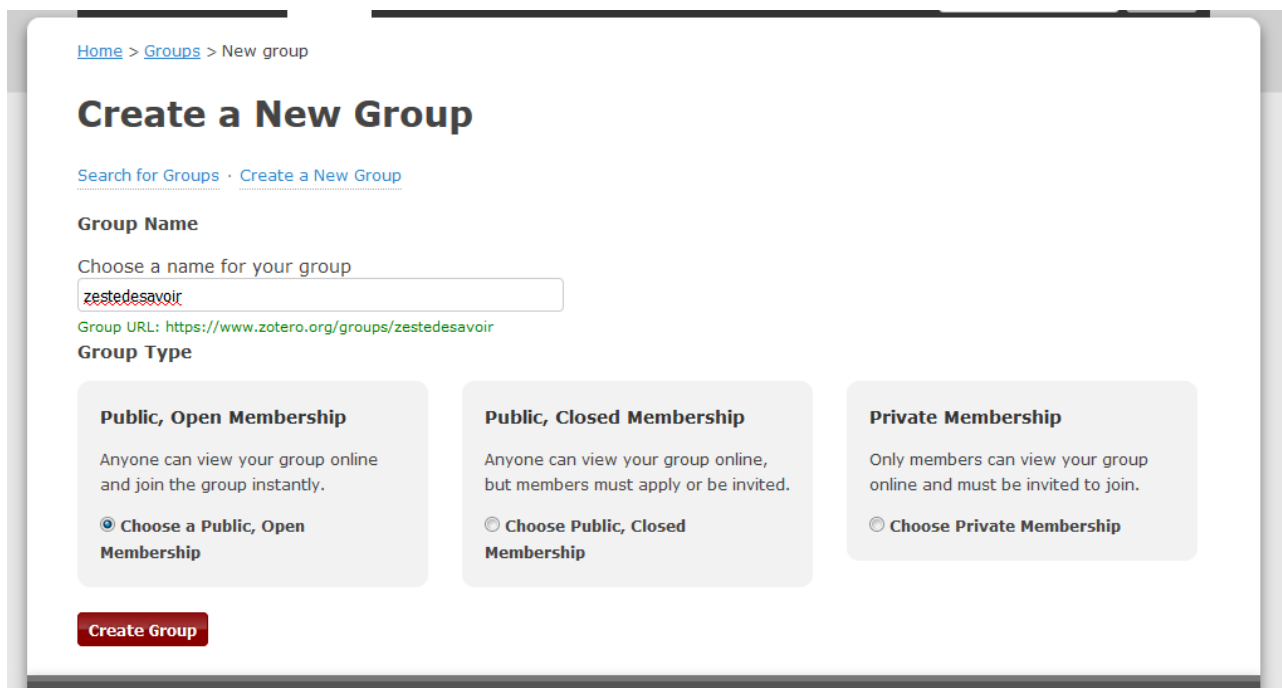 Home > Groups > New group
Create a New Group
Search for Groups · Create a New Group
Group Name
Choose a name for your group
zestedesavoir
Group URL: https://www.zotero.org/groups/zestedesavoir
Group Type
Public, Open Membership
Anyone can view your group online
and join the group instantly.
Choose a Public, Open
Membership
Public, Closed Membership
Anyone can view your group online,
but members must apply or be invited.
Choose Public, Closed
Membership
Private Membership
Only members can view your group
online and must be invited to join.
Choose Private Membership
Create Group